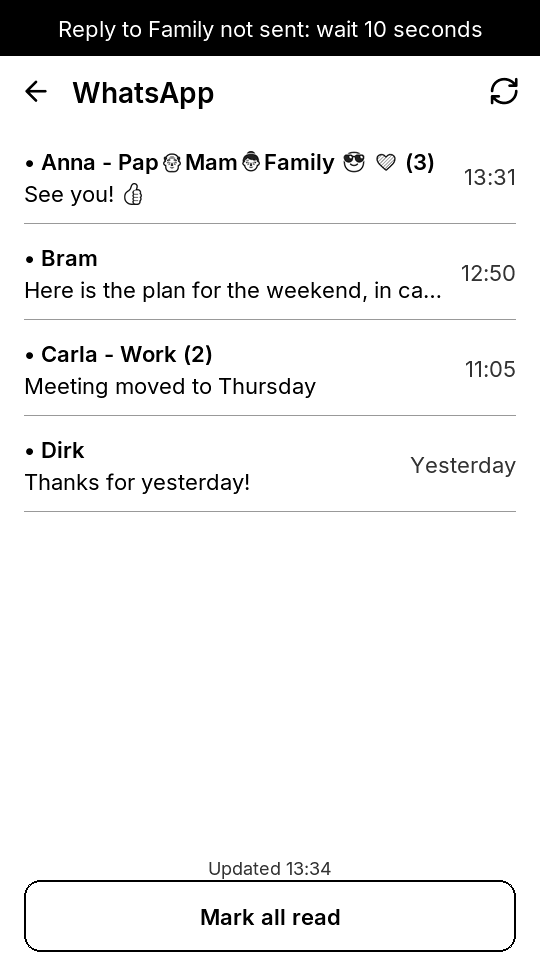 Reply to Family not sent: wait 10 seconds
WhatsApp
• Anna - Pap👴Mam👵Family 😎 🤍 (3)
13:31
See you! 👍
• Bram
12:50
Here is the plan for the weekend, in ca...
• Carla - Work (2)
11:05
Meeting moved to Thursday
• Dirk
Yesterday
Thanks for yesterday!
Updated 13:34
Mark all read